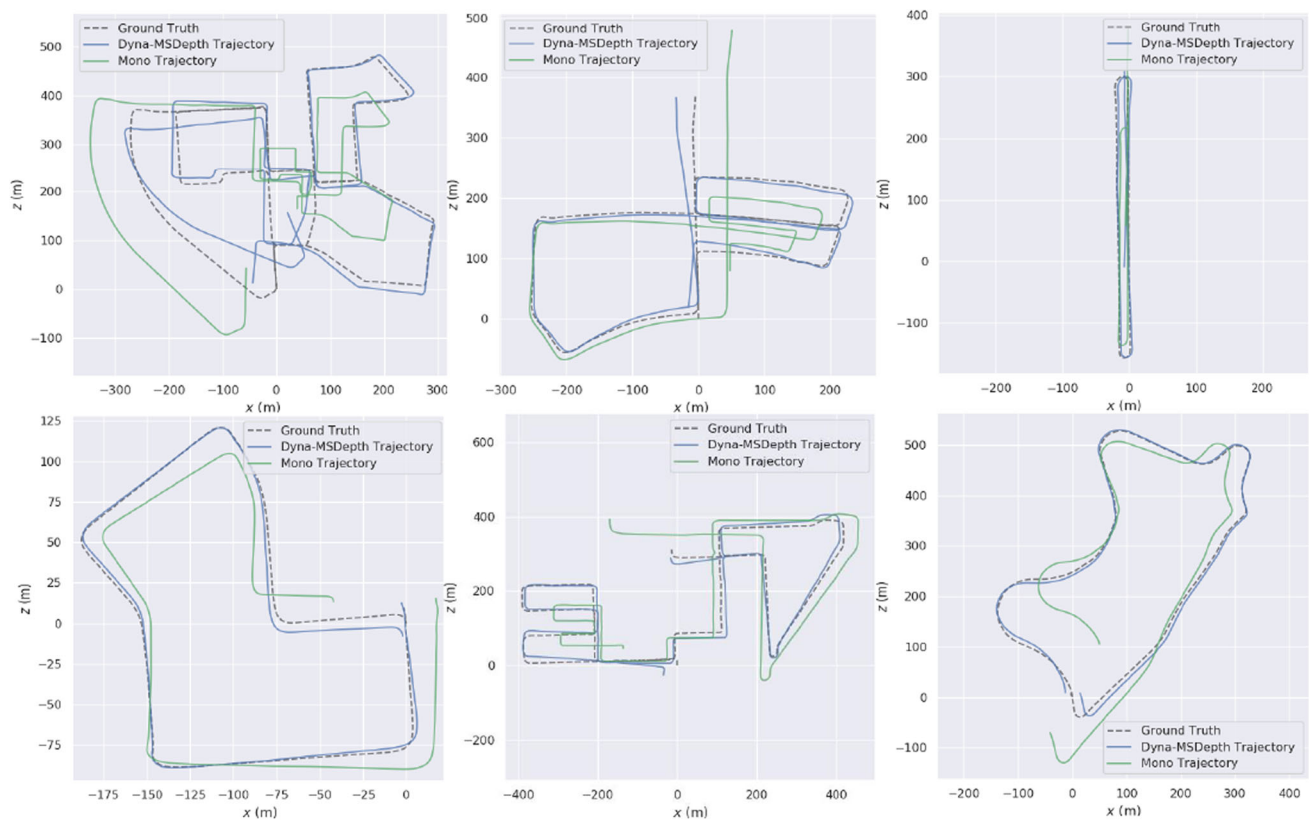 Ground Truth
Dyna-MSDepth Trajectory
Mono Trajectory
500
400
300
200
100
0
−100
z (m)
−300
−200
−100
0
100
200
300
x (m)
Ground Truth
Dyna-MSDepth Trajectory
Mono Trajectory
500
400
300
200
100
0
z (m)
−300
−200
−100
0
100
200
x (m)
Ground Truth
Dyna-MSDepth Trajectory
Mono Trajectory
400
300
200
100
0
−100
z (m)
−200
−100
0
100
200
x (m)
Ground Truth
Dyna-MSDepth Trajectory
Mono Trajectory
125
100
75
50
25
0
−25
−50
−75
z (m)
−175
−150
−125
−100
−75
−50
−25
0
x (m)
Ground Truth
Dyna-MSDepth Trajectory
Mono Trajectory
600
400
200
0
−200
z (m)
−400
−200
0
200
400
x (m)
Ground Truth
Dyna-MSDepth Trajectory
Mono Trajectory
500
400
300
200
100
0
−100
z (m)
−200
−100
0
100
200
300
400
x (m)